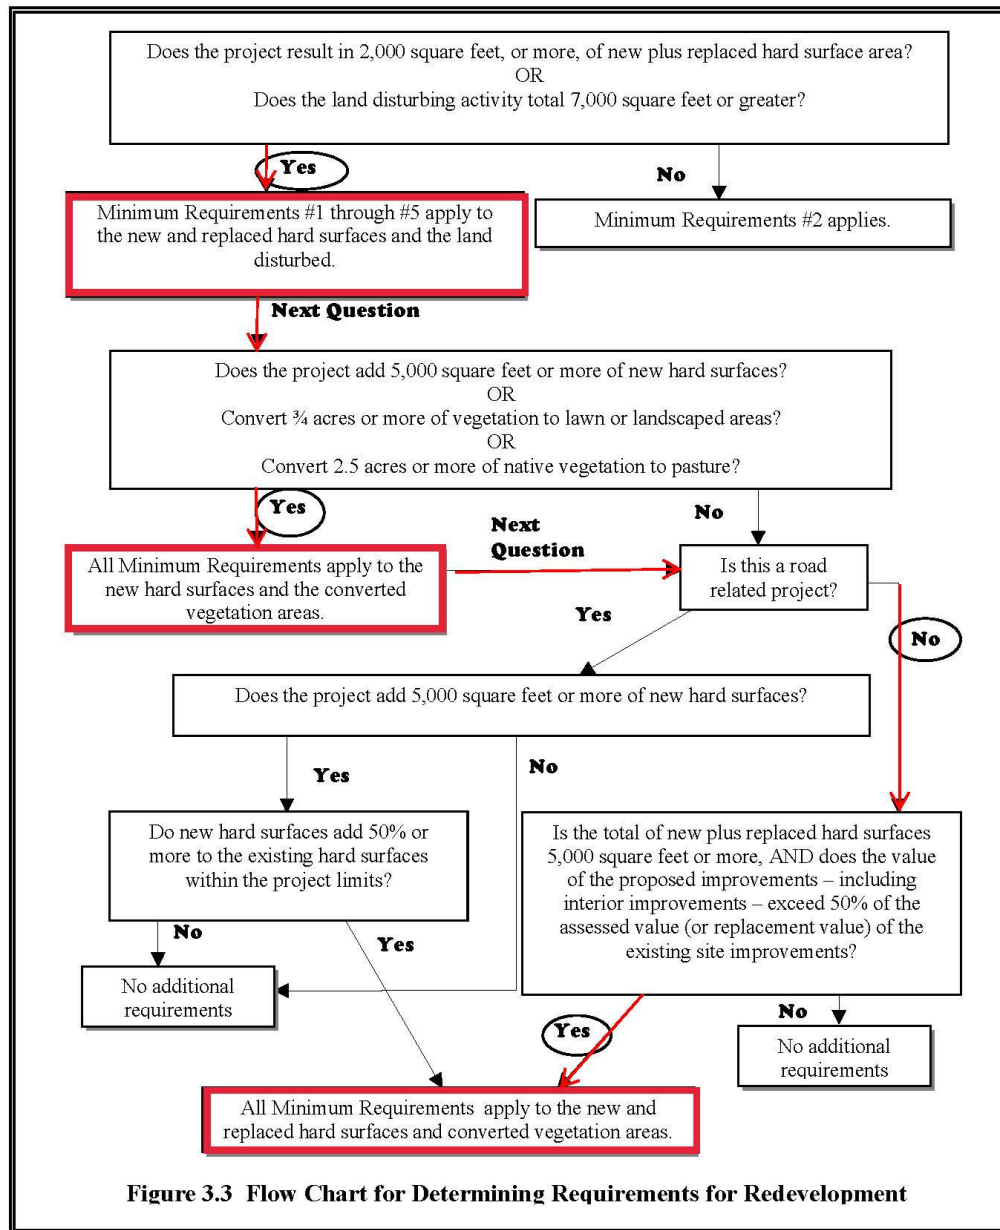 Does the project result in 2,000 square feet, or more, of new plus replaced hard surface area?
OR
Does the land disturbing activity total 7,000 square feet or greater?
Yes
No
Minimum Requirements #1 through #5 apply to
the new and replaced hard surfaces and the land
disturbed.
Minimum Requirements #2 applies.
Next Question
Does the project add 5,000 square feet or more of new hard surfaces?
OR
Convert ¾ acres or more of vegetation to lawn or landscaped areas?
OR
Convert 2.5 acres or more of native vegetation to pasture?
Yes
No
Next
Question
All Minimum Requirements apply to the
new hard surfaces and the converted
vegetation areas.
Is this a road
related project?
Yes
No
Does the project add 5,000 square feet or more of new hard surfaces?
Yes
No
Do new hard surfaces add 50% or
more to the existing hard surfaces
within the project limits?
Is the total of new plus replaced hard surfaces
5,000 square feet or more, AND does the value
of the proposed improvements – including
interior improvements – exceed 50% of the
assessed value (or replacement value) of the
existing site improvements?
No
Yes
No additional
requirements
Yes
No
No additional
requirements
All Minimum Requirements apply to the new and
replaced hard surfaces and converted vegetation areas.
Figure 3.3 Flow Chart for Determining Requirements for Redevelopment